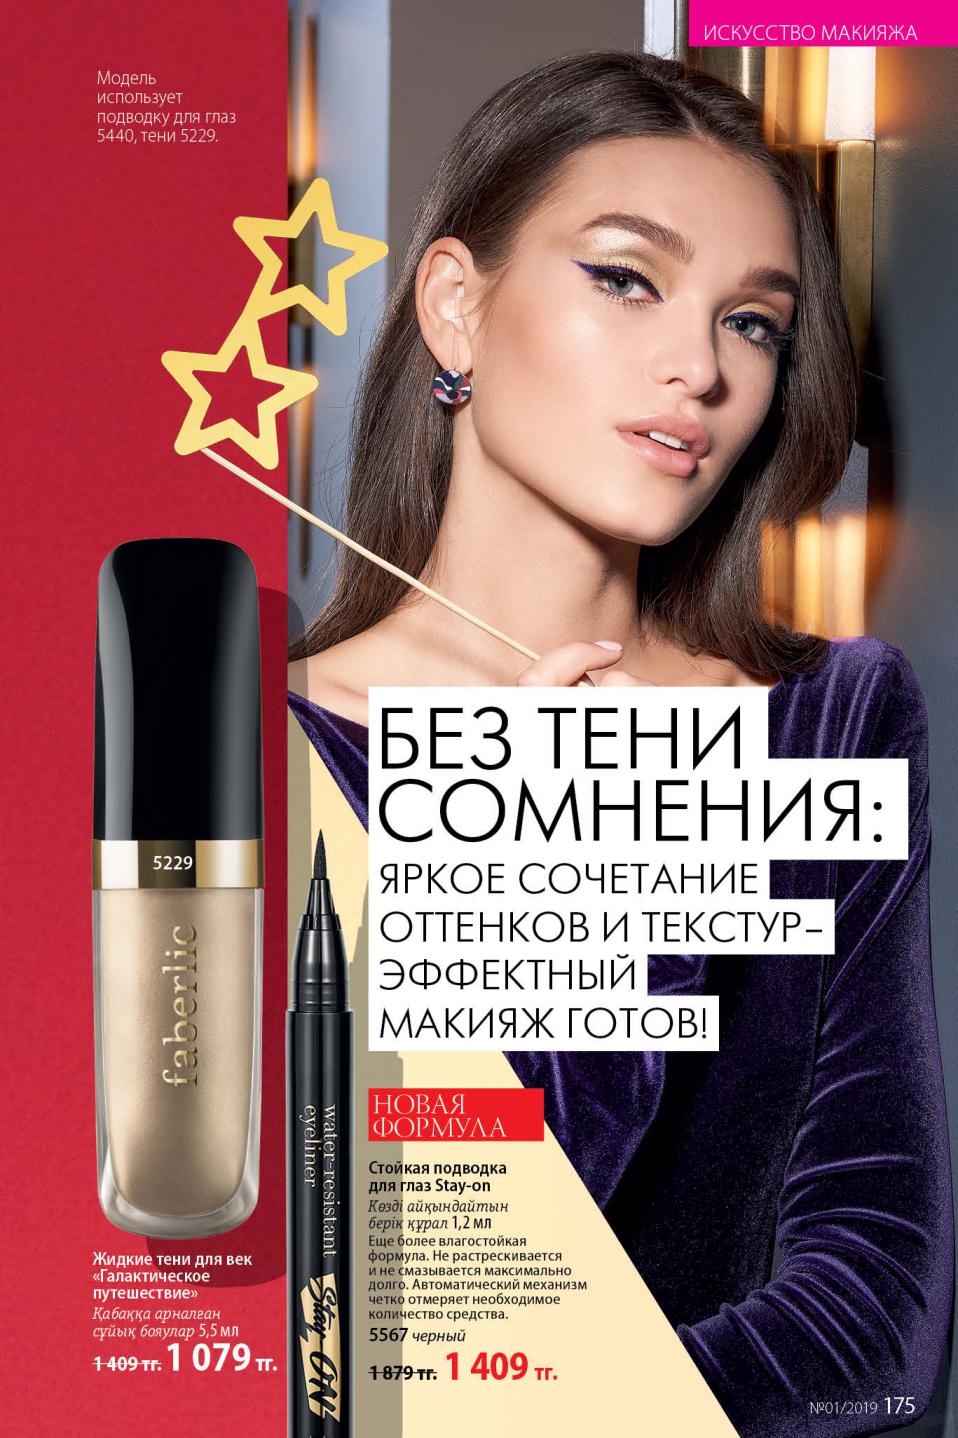 ИСКУССТВО МАКИЯЖА
Модель
использует
подводку для глаз
5440, тени 5229.
БЕЗ ТЕНИ
СОМНЕНИЯ:
ЯРКОЕ СОЧЕТАНИЕ
ОТТЕНКОВ И ТЕКСТУР–
ЭФФЕКТНЫЙ
МАКИЯЖ ГОТОВ!
5229
faberlic
water-resistant
eyeliner
Stay ON!
Жидкие тени для век
«Галактическое
путешествие»
Қабаққа арналған
сұйық бояулар 5,5 мл
1 409 тг. 1 079 тг.
НОВАЯ
ФОРМУЛА
Стойкая подводка
для глаз Stay-on
Көзді айқындайтын
берік құрал 1,2 мл
Еще более влагостойкая
формула. Не растрескивается
и не смазывается максимально
долго. Автоматический механизм
четко отмеряет необходимое
количество средства.
5567 черный
1 879 тг. 1 409 тг.
№01/2019 175